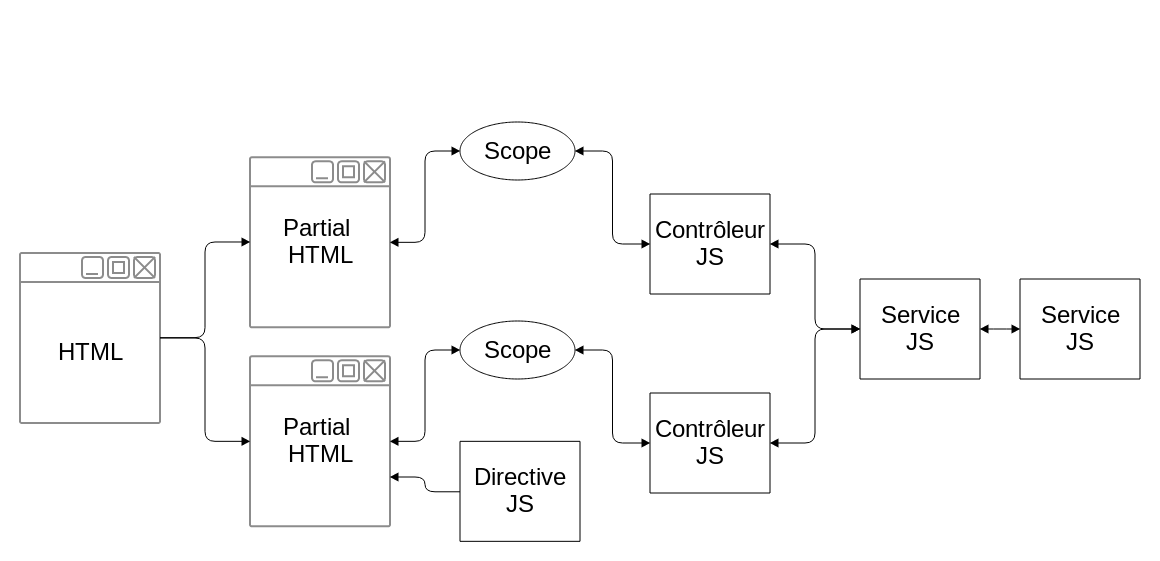 HTML
Partial
HTML
Scope
Contrôleur
JS
Partial
HTML
Scope
Directive
JS
Contrôleur
JS
Service
JS
Service
JS